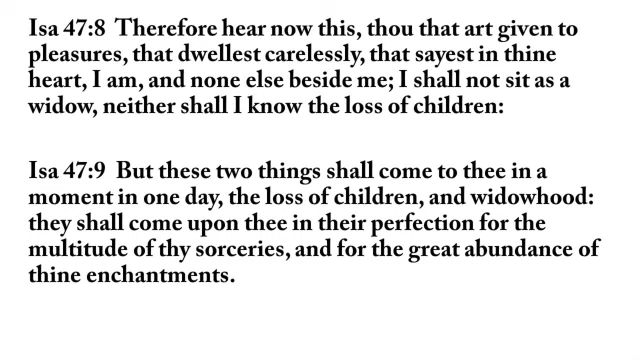 Isa 47:8  Therefore hear now this, thou that art given to
pleasures, that dwellest carelessly, that sayest in thine
heart, I am, and none else beside me; I shall not sit as a
widow, neither shall I know the loss of children:
Isa 47:9  But these two things shall come to thee in a
moment in one day, the loss of children, and widowhood:
they shall come upon thee in their perfection for the
multitude of thy sorceries, and for the great abundance of
thine enchantments.